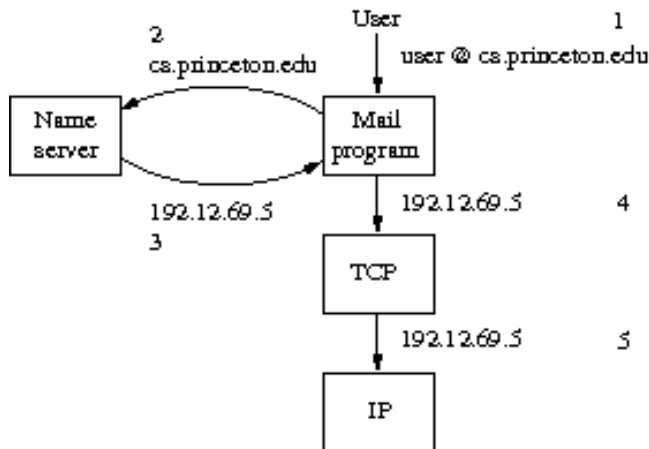 User
1
2
user @ cs.princeton.edu
cs.princeton.edu
Name
server
Mail
program
192.12.69.5
4
192.12.69.5
3
TCP
192.12.69.5
5
IP